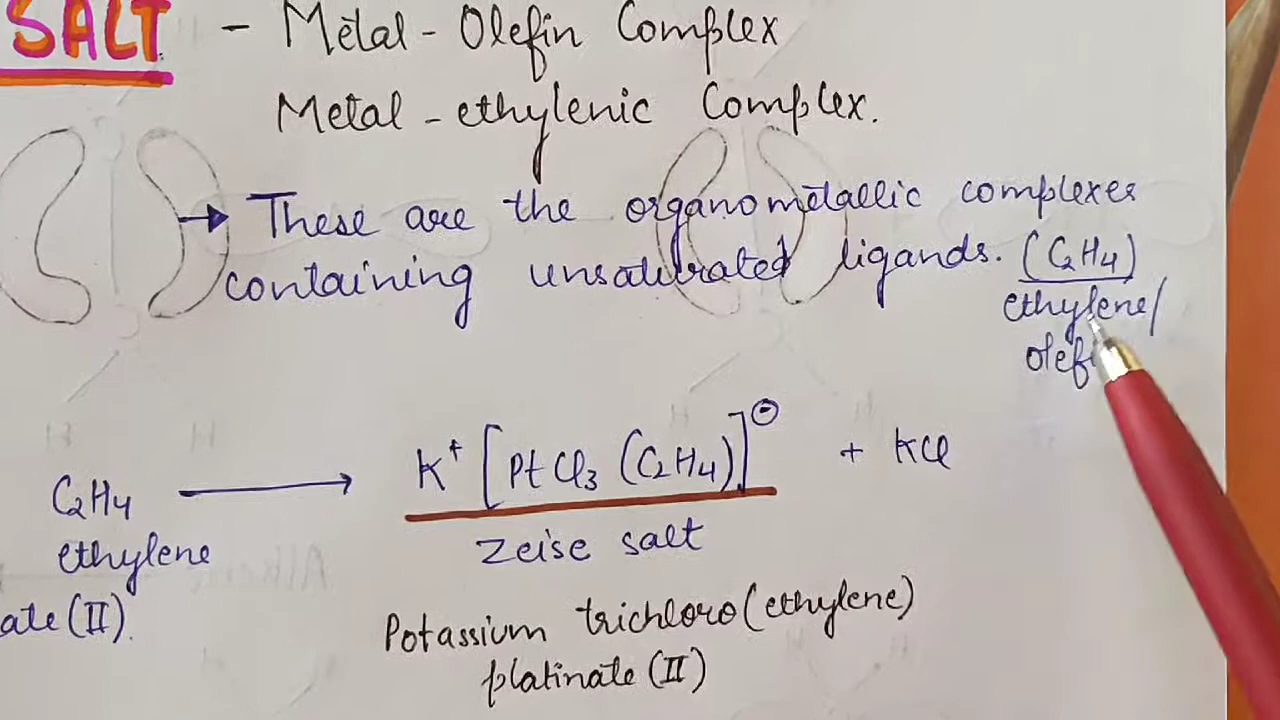 SALT - Metal - Olefin Complex
Metal - ethylenic Complex.
These are the organometallic complexes
containing unsaturated ligands. (C2H4)
ethylene/
olefi
C2H4 → K+ [PtCl3 (C2H4)]⊖ + KCl
ethylene zeise salt
ate (II).
Potassium trichloro (ethylene)
platinate (II)